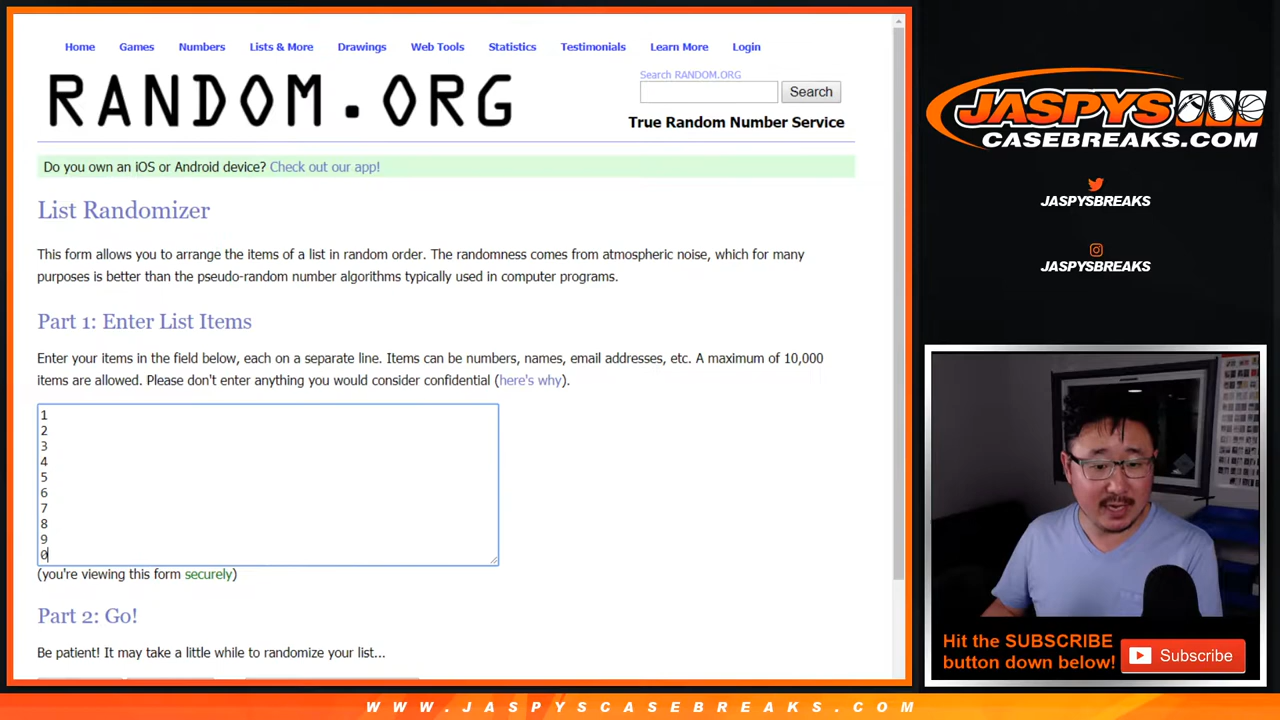 Home Games Numbers Lists & More Drawings Web Tools Statistics Testimonials Learn More Login
RANDOM.ORG
Search RANDOM.ORG
Search
True Random Number Service
Do you own an iOS or Android device? Check out our app!
List Randomizer
This form allows you to arrange the items of a list in random order. The randomness comes from atmospheric noise, which for many
purposes is better than the pseudo-random number algorithms typically used in computer programs.
Part 1: Enter List Items
Enter your items in the field below, each on a separate line. Items can be numbers, names, email addresses, etc. A maximum of 10,000
items are allowed. Please don't enter anything you would consider confidential (here's why).
1
2
3
4
5
6
7
8
9
0
(you're viewing this form securely)
Part 2: Go!
Be patient! It may take a little while to randomize your list...
JASPYS
CASEBREAKS.COM
JASPYSBREAKS
JASPYSBREAKS
Hit the SUBSCRIBE
button down below!
Subscribe
WWW.JASPYSCASEBREAKS.COM